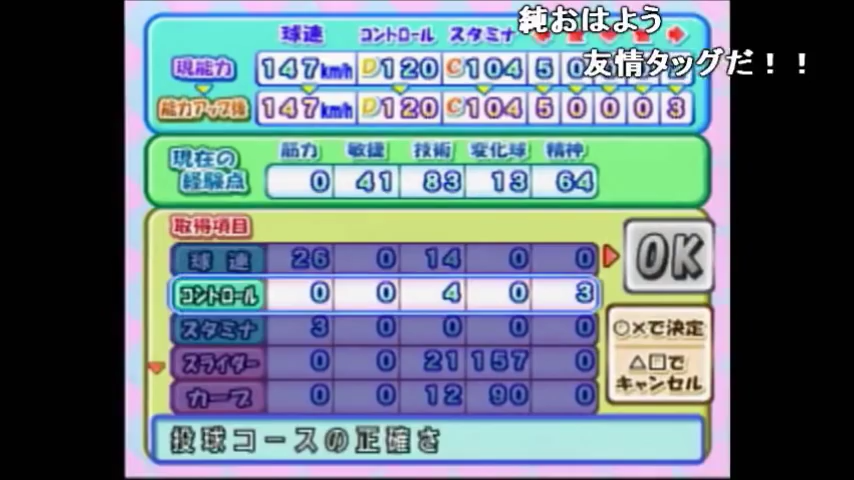 純おはよう
球速 コントロール スタミナ
友情タッグだ！！
現能力 147km/h D120 C104 5 0
能力アップ後 147km/h D120 C104 5 0 0 0 3
筋力 敏捷 技術 変化球 精神
現在の経験点 0 41 83 13 64
取得項目
球速 26 0 14 0 0
OK
コントロール 0 0 4 0 3
スタミナ 3 0 0 0 0
○×で決定
スライダー 0 0 21 157 0
△□で
キャンセル
カーブ 0 0 12 90 0
投球コースの正確さ